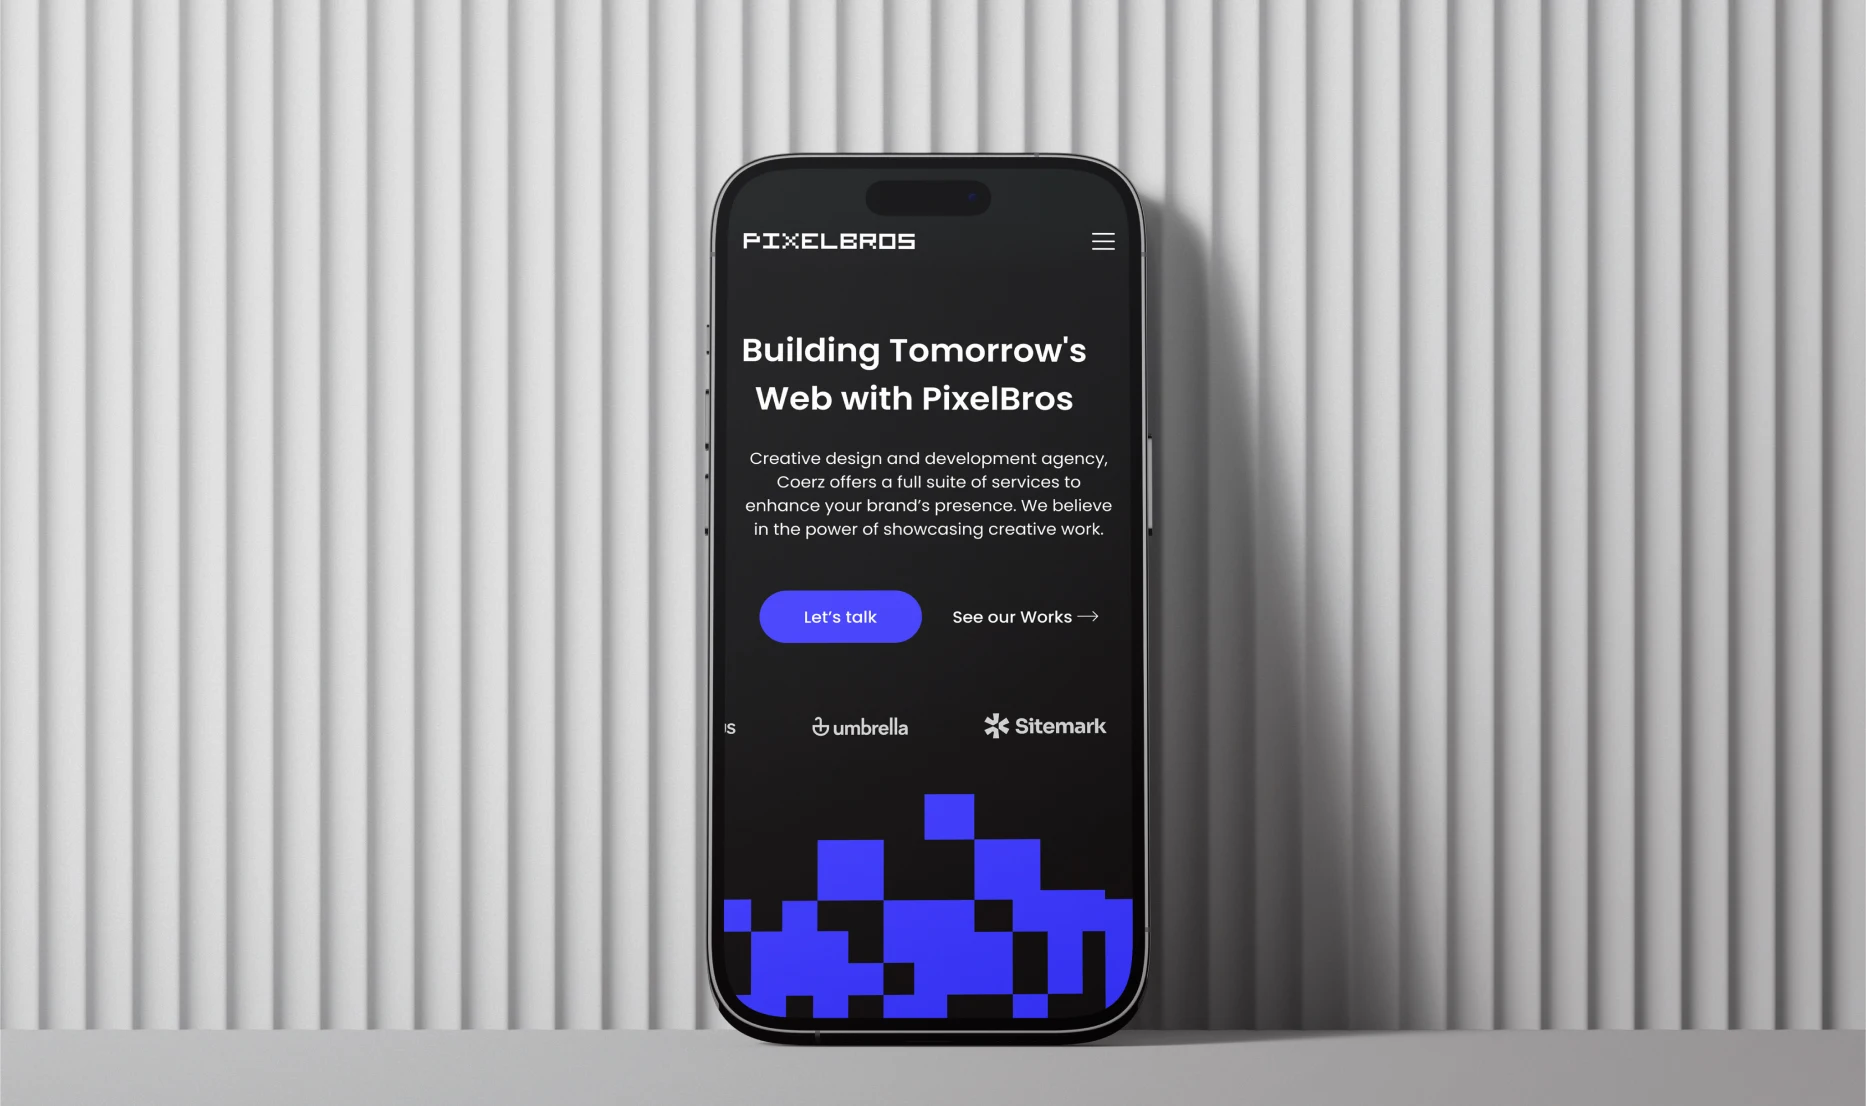 PIXELBROS
Building Tomorrow's
Web with PixelBros
Creative design and development agency,
Coerz offers a full suite of services to
enhance your brand’s presence. We believe
in the power of showcasing creative work.
Let’s talk
See our Works
umbrella
Sitemark